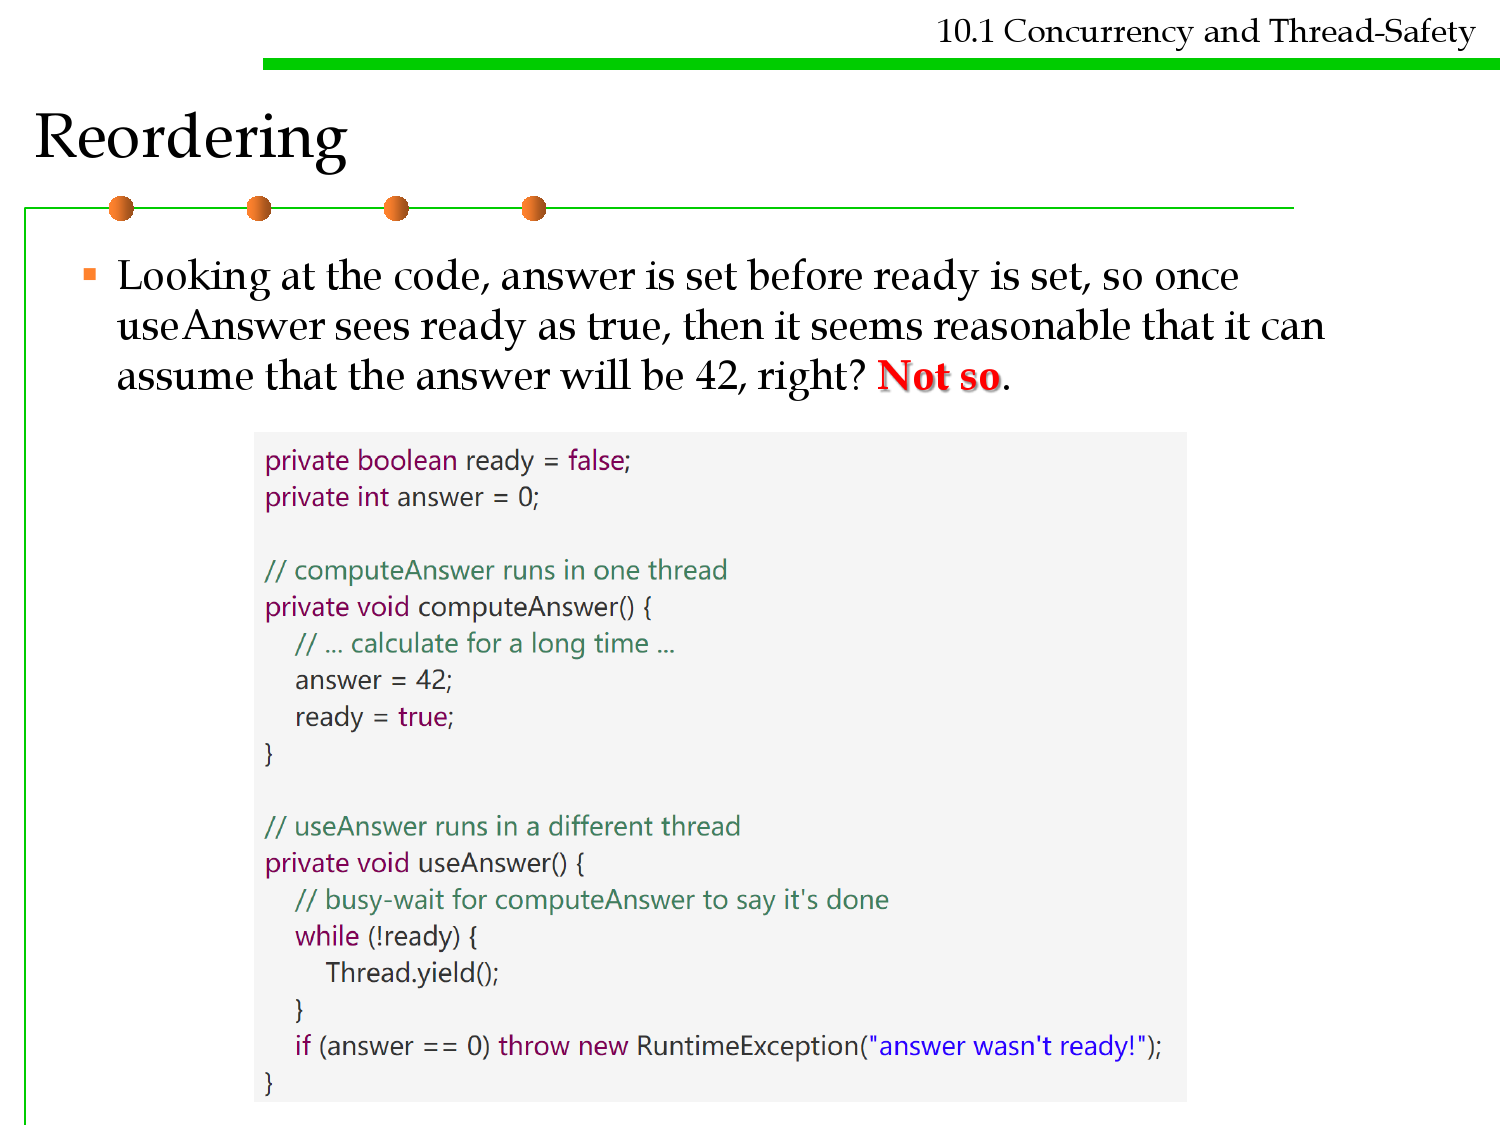 10.1 Concurrency and Thread-Safety
Reordering
▪ Looking at the code, answer is set before ready is set, so once
useAnswer sees ready as true, then it seems reasonable that it can
assume that the answer will be 42, right? Not so.
private boolean ready = false;
private int answer = 0;
// computeAnswer runs in one thread
private void computeAnswer() {
// ... calculate for a long time ...
answer = 42;
ready = true;
}
// useAnswer runs in a different thread
private void useAnswer() {
// busy-wait for computeAnswer to say it's done
while (!ready) {
Thread.yield();
}
if (answer == 0) throw new RuntimeException("answer wasn't ready!");
}